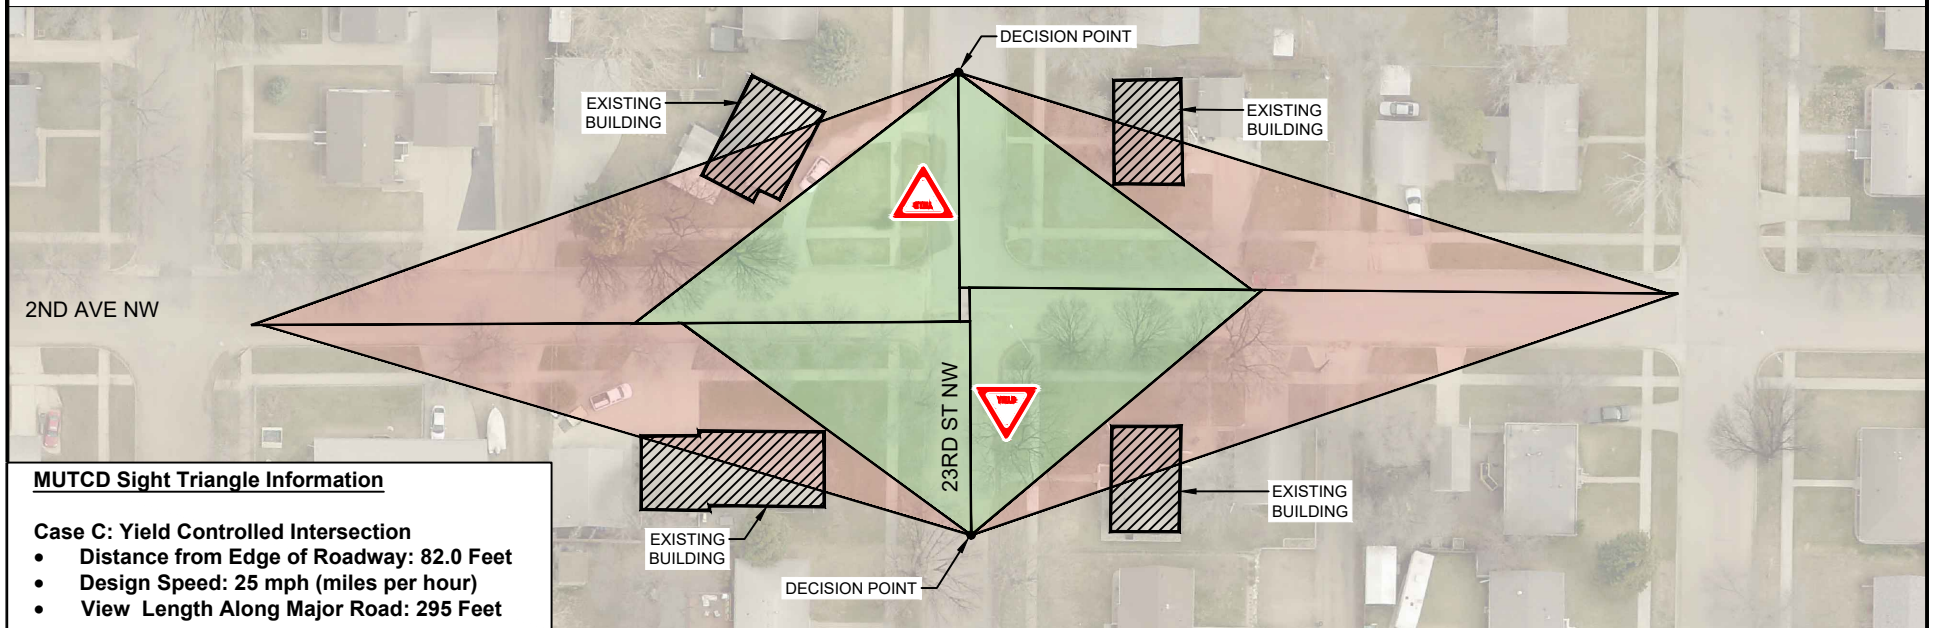 DECISION POINT
EXISTING
BUILDING
EXISTING
BUILDING
YIELD
2ND AVE NW
23RD ST NW
YIELD
MUTCD Sight Triangle Information
Case C: Yield Controlled Intersection
• Distance from Edge of Roadway: 82.0 Feet
• Design Speed: 25 mph (miles per hour)
• View Length Along Major Road: 295 Feet
EXISTING
BUILDING
EXISTING
BUILDING
DECISION POINT